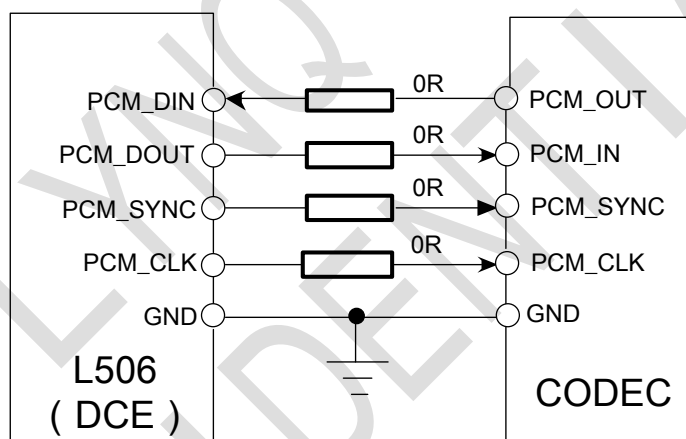 PCM_DIN 0R PCM_OUT
PCM_DOUT 0R PCM_IN
PCM_SYNC 0R PCM_SYNC
PCM_CLK 0R PCM_CLK
GND GND
L506
( DCE )
CODEC